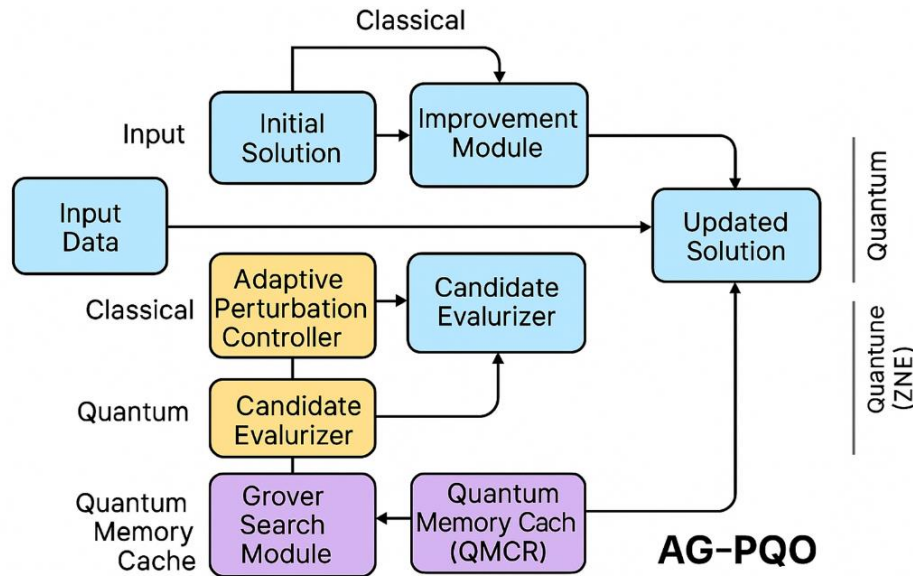 Classical
Input
Initial
Solution
Improvement
Module
Input
Data
Updated
Solution
Quantum
Classical
Adaptive
Perturbation
Controller
Candidate
Evalurizer
Quantune
(ZNE)
Quantum
Candidate
Evalurizer
Quantum
Memory
Cache
Grover
Search
Module
Quantum
Memory Cach
(QMCR)
AG-PQO